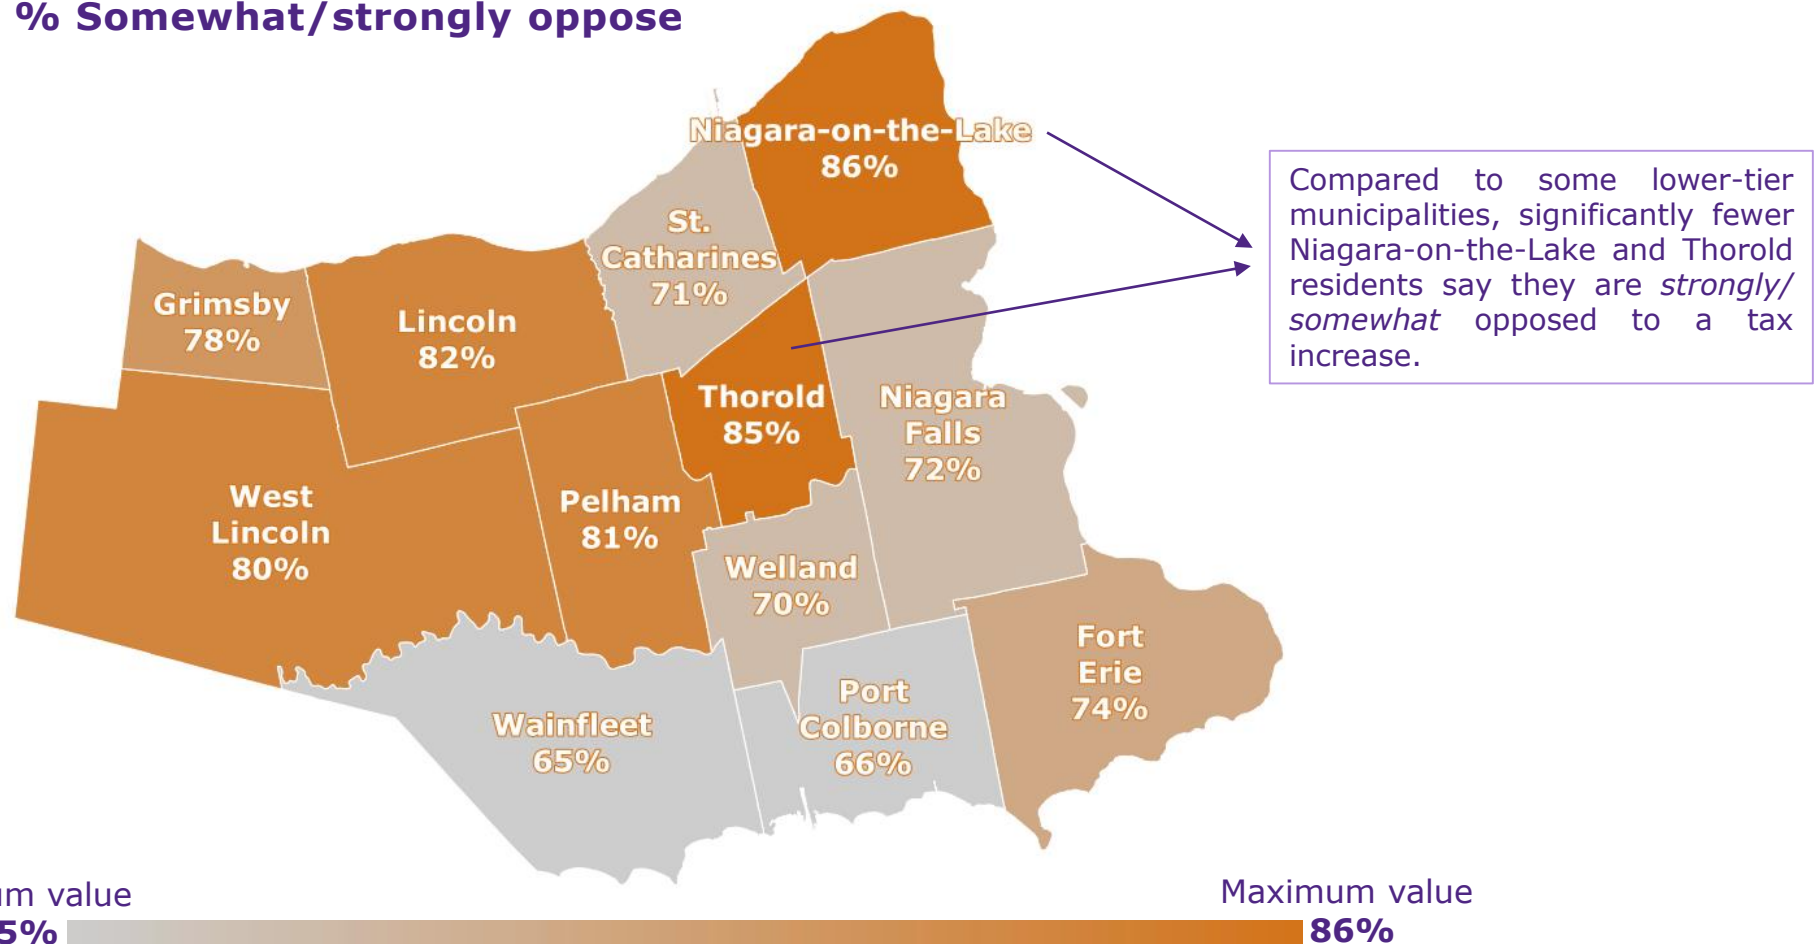 % Somewhat/strongly oppose
Niagara-on-the-Lake
86%
Compared to some lower-tier
municipalities, significantly fewer
Niagara-on-the-Lake and Thorold
residents say they are strongly/
somewhat opposed to a tax
increase.
St.
Catharines
71%
Grimsby
78%
Lincoln
82%
Thorold
85%
Niagara
Falls
72%
West
Lincoln
80%
Pelham
81%
Welland
70%
Fort
Erie
74%
Wainfleet
65%
Port
Colborne
66%
um value
5%
Maximum value
86%